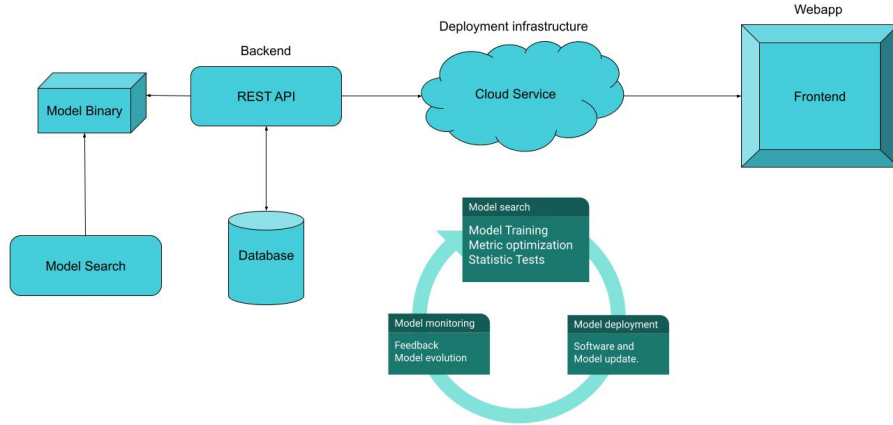 Webapp
Deployment infrastructure
Backend
REST API
Cloud Service
Frontend
Model Binary
Model Search
Database
Model search
Model Training
Metric optimization
Statistic Tests
Model monitoring
Feedback
Model evolution
Model deployment
Software and
Model update.